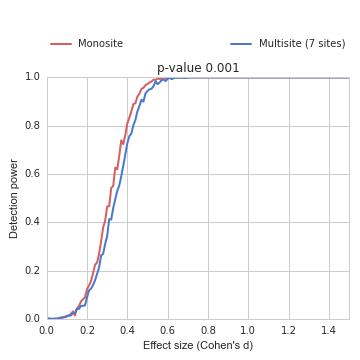 Monosite Multisite (7 sites)
p-value 0.001
1.0
0.8
0.6
0.4
0.2
0.0
Detection power
0.0 0.2 0.4 0.6 0.8 1.0 1.2 1.4
Effect size (Cohen's d)